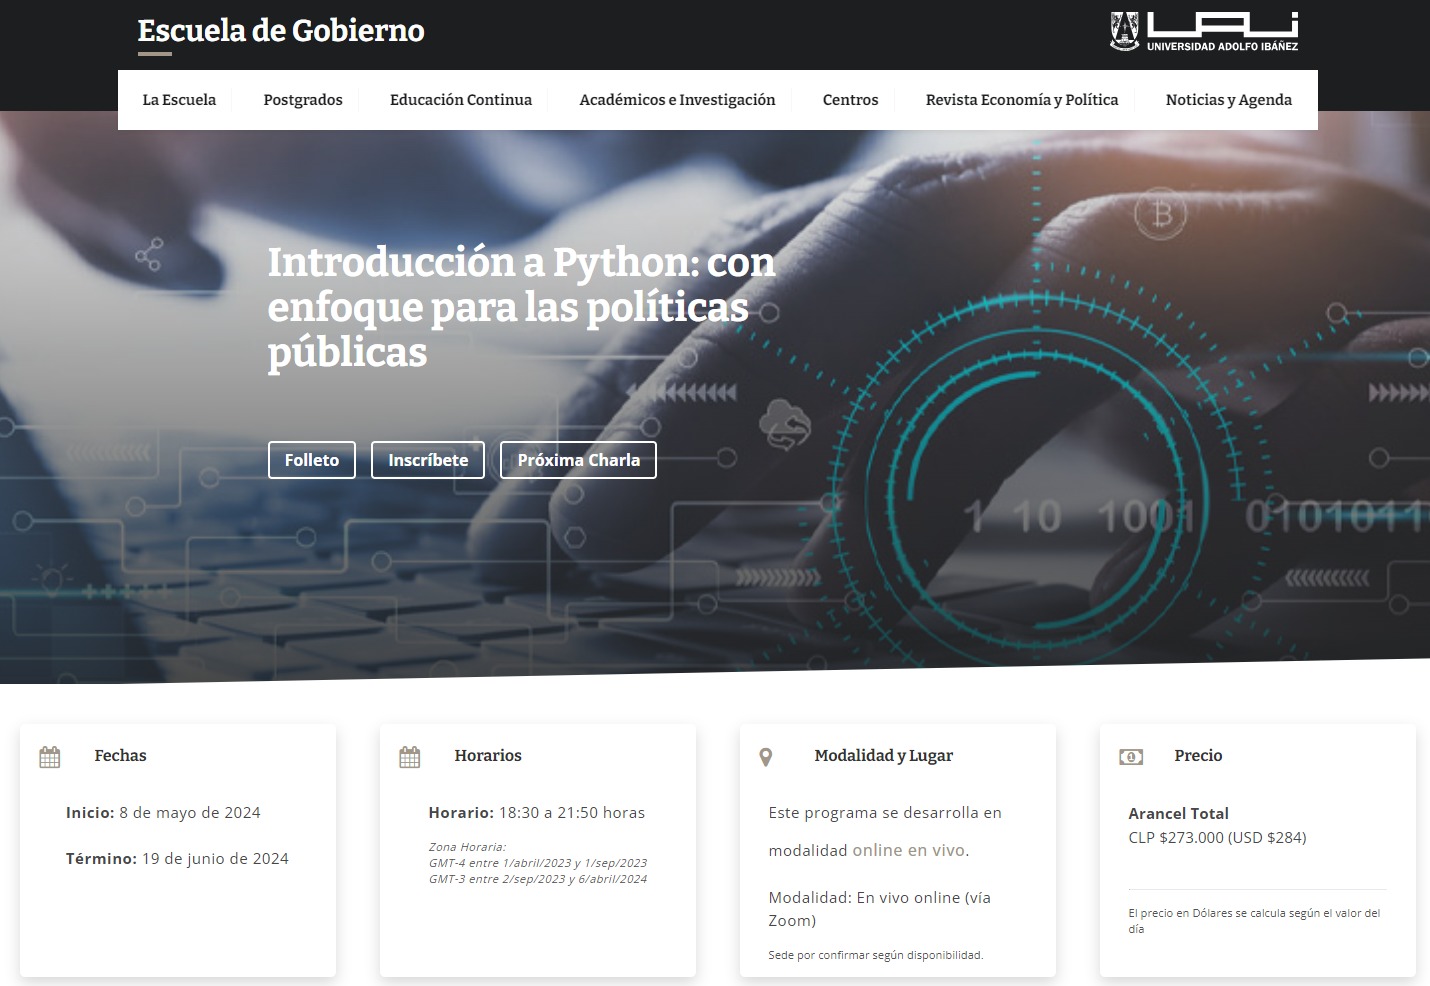 Escuela de Gobierno
UAI
UNIVERSIDAD ADOLFO IBÁÑEZ
La Escuela
Postgrados
Educación Continua
Académicos e Investigación
Centros
Revista Economía y Política
Noticias y Agenda
Introducción a Python: con
enfoque para las políticas
públicas
Folleto
Inscríbete
Próxima Charla
1 10 1001 0101011
Fechas
Inicio: 8 de mayo de 2024
Término: 19 de junio de 2024
Horarios
Horario: 18:30 a 21:50 horas
Zona Horaria:
GMT-4 entre 1/abril/2023 y 1/sep/2023
GMT-3 entre 2/sep/2023 y 6/abril/2024
Modalidad y Lugar
Este programa se desarrolla en
modalidad online en vivo.
Modalidad: En vivo online (vía
Zoom)
Sede por confirmar según disponibilidad.
Precio
Arancel Total
CLP $273.000 (USD $284)
El precio en Dólares se calcula según el valor del
día